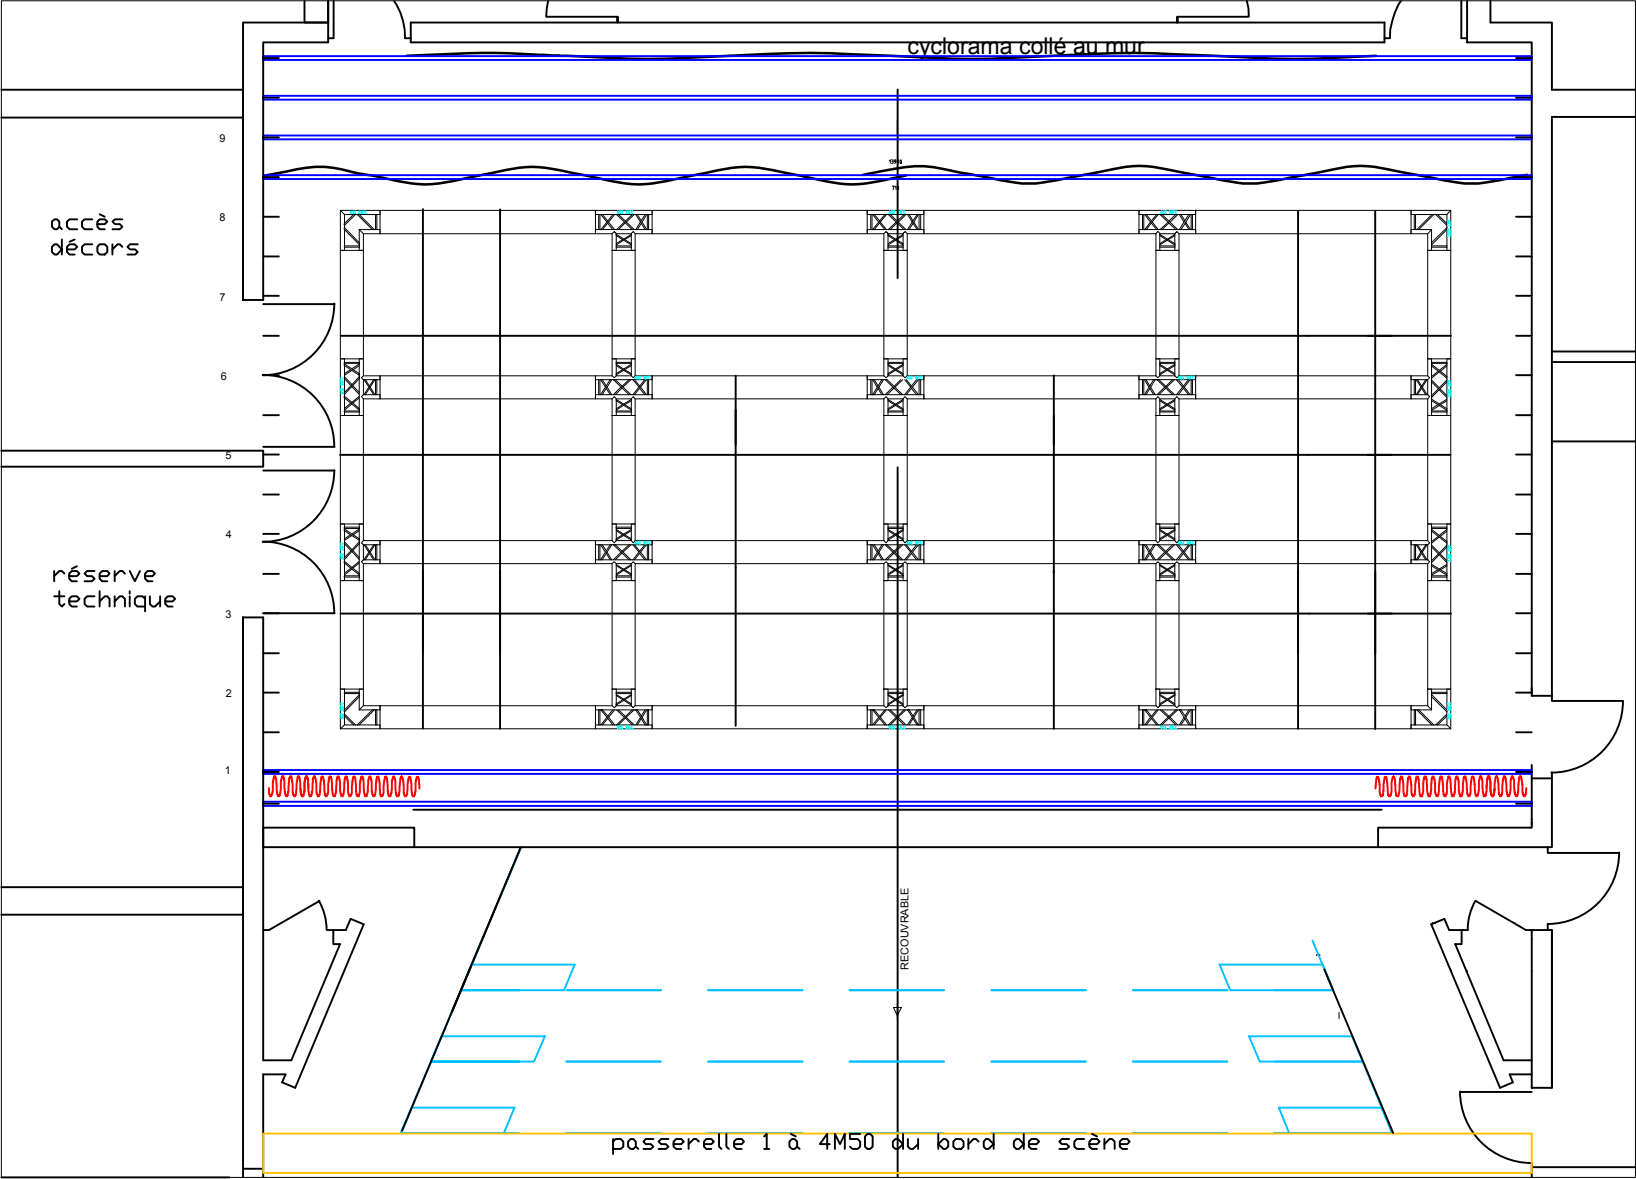 cyclorama collé au mur
9
accès
décors
8
7
6
5
4
réserve
technique
3
2
1
RECOUVRABLE
passerelle 1 à 4M50 du bord de scène